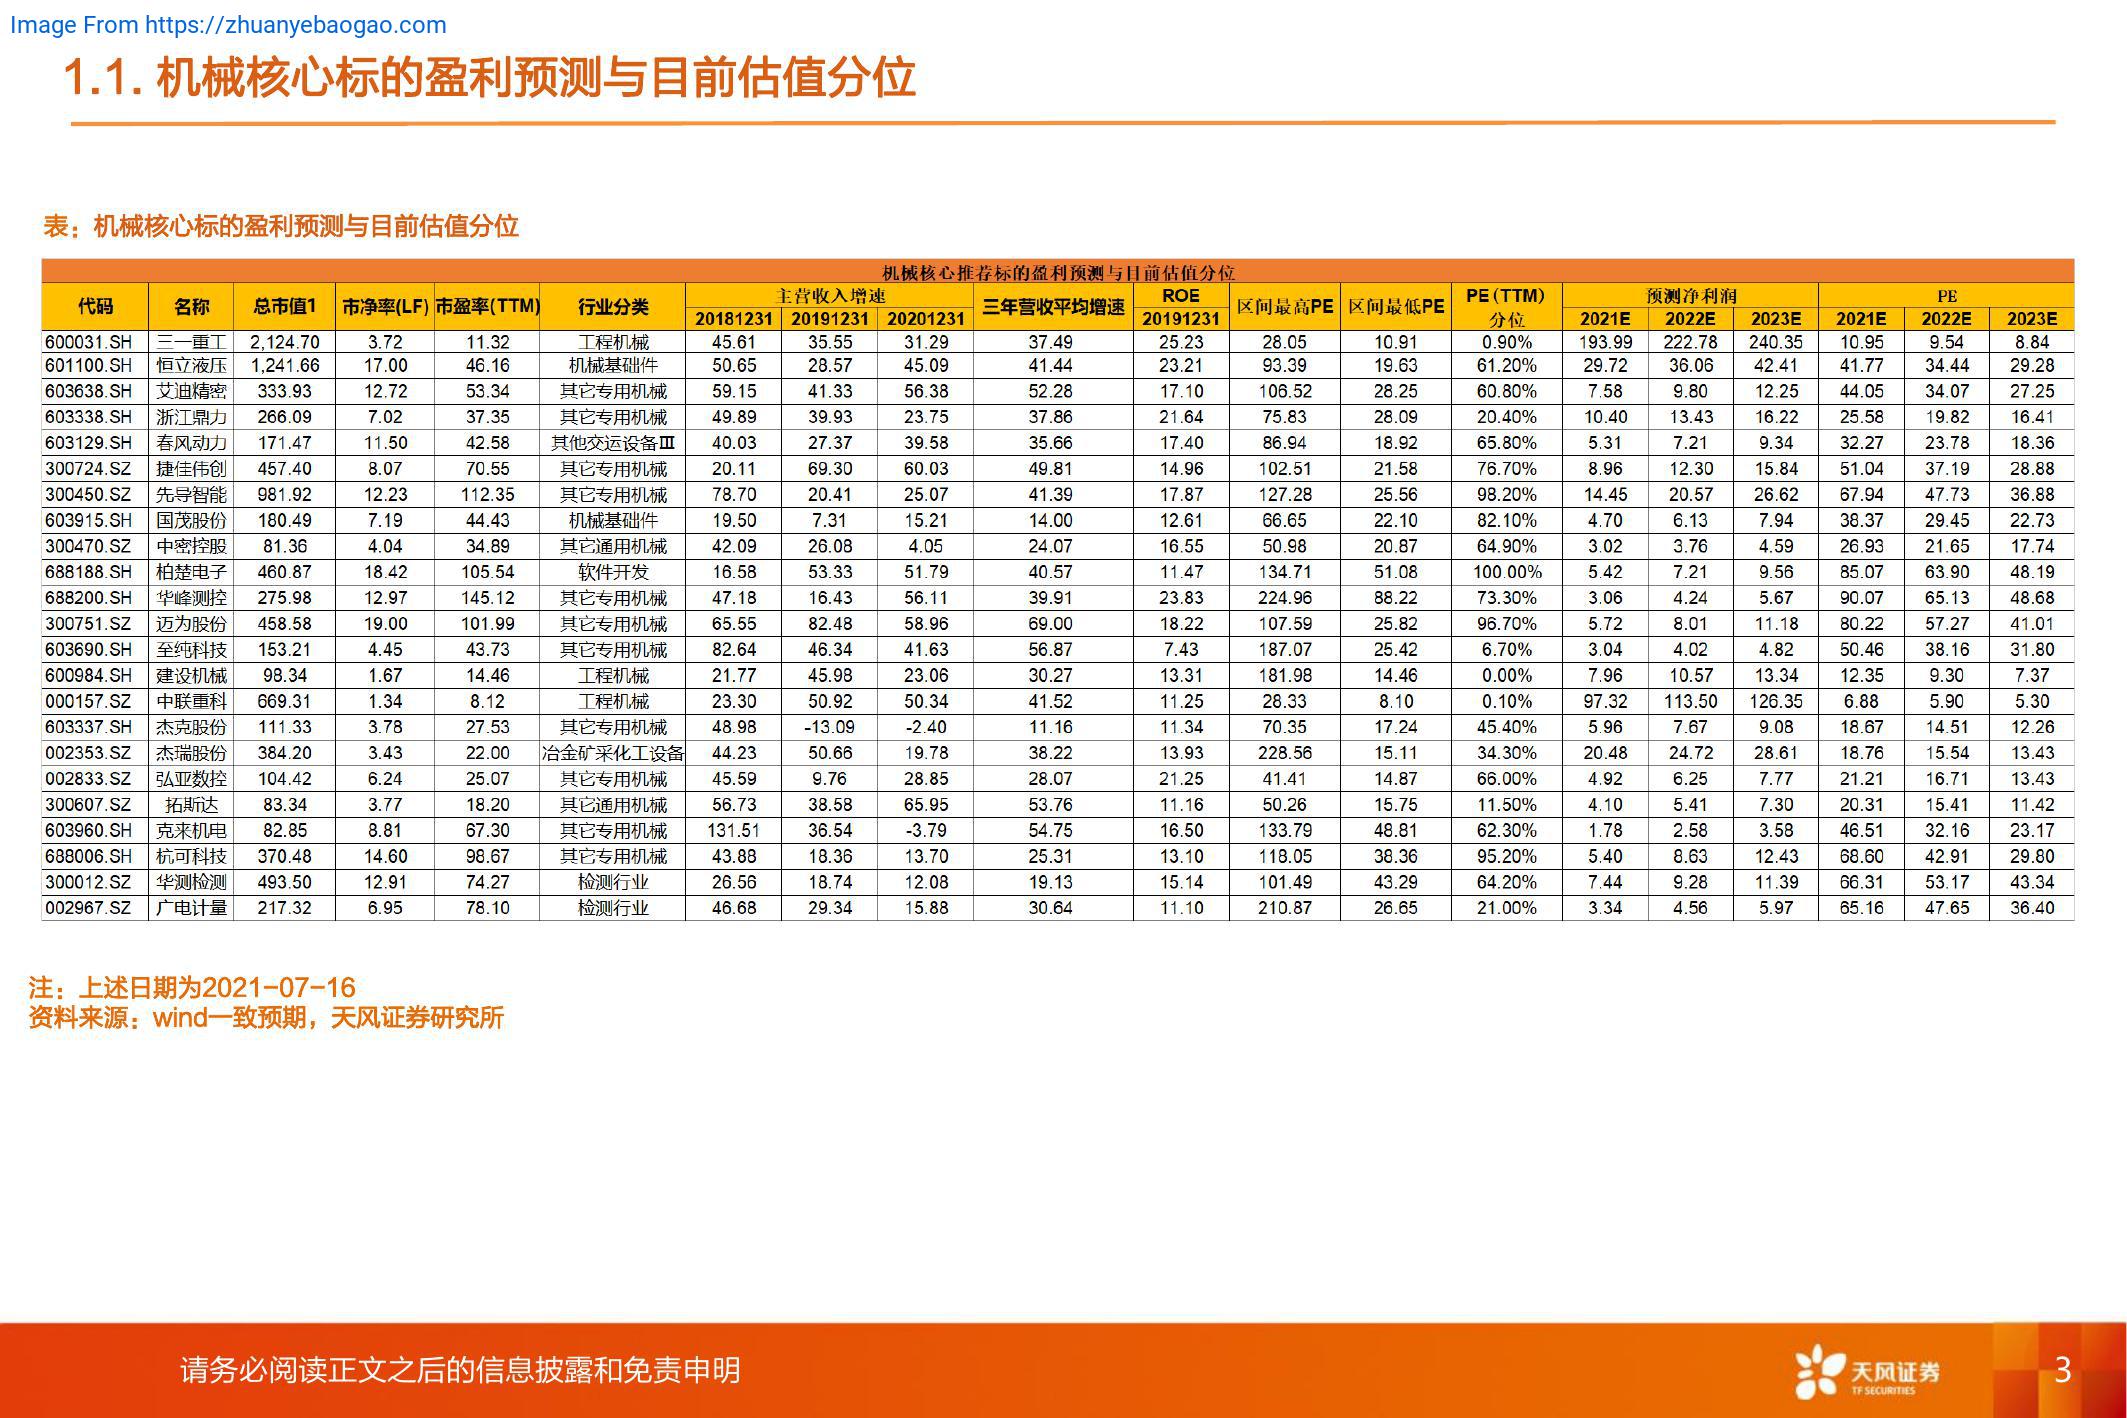 Image From https://zhuanyebaogao.com
1.1. 机械核心标的盈利预测与目前估值分位
表：机械核心标的盈利预测与目前估值分位
机械核心推荐标的盈利预测与目前估值分位
代码 名称 总市值1 市净率(LF) 市盈率(TTM) 行业分类 主营收入增速 三年营收平均增速 ROE 区间最高PE 区间最低PE PE(TTM)分位 预测净利润 PE
20181231 20191231 20201231 20191231 2021E 2022E 2023E 2021E 2022E 2023E
600031.SH 三一重工 2,124.70 3.72 11.32 工程机械 45.61 35.55 31.29 37.49 25.23 28.05 10.91 0.90% 193.99 222.78 240.35 10.95 9.54 8.84
601100.SH 恒立液压 1,241.66 17.00 46.16 机械基础件 50.65 28.57 45.09 41.44 23.21 93.39 19.63 61.20% 29.72 36.06 42.41 41.77 34.44 29.28
603638.SH 艾迪精密 333.93 12.72 53.34 其它专用机械 59.15 41.33 56.38 52.28 17.10 106.52 28.25 60.80% 7.58 9.80 12.25 44.05 34.07 27.25
603338.SH 浙江鼎力 266.09 7.02 37.35 其它专用机械 49.89 39.93 23.75 37.86 21.64 75.83 28.09 20.40% 10.40 13.43 16.22 25.58 19.82 16.41
603129.SH 春风动力 171.47 11.50 42.58 其他交运设备Ⅲ 40.03 27.37 39.58 35.66 17.40 86.94 18.92 65.80% 5.31 7.21 9.34 32.27 23.78 18.36
300724.SZ 捷佳伟创 457.40 8.07 70.55 其它专用机械 20.11 69.30 60.03 49.81 14.96 102.51 21.58 76.70% 8.96 12.30 15.84 51.04 37.19 28.88
300450.SZ 先导智能 981.92 12.23 112.35 其它专用机械 78.70 20.41 25.07 41.39 17.87 127.28 25.56 98.20% 14.45 20.57 26.62 67.94 47.73 36.88
603915.SH 国茂股份 180.49 7.19 44.43 机械基础件 19.50 7.31 15.21 14.00 12.61 66.65 22.10 82.10% 4.70 6.13 7.94 38.37 29.45 22.73
300470.SZ 中密控股 81.36 4.04 34.89 其它通用机械 42.09 26.08 4.05 24.07 16.55 50.98 20.87 64.90% 3.02 3.76 4.59 26.93 21.65 17.74
688188.SH 柏楚电子 460.87 18.42 105.54 软件开发 16.58 53.33 51.79 40.57 11.47 134.71 51.08 100.00% 5.42 7.21 9.56 85.07 63.90 48.19
688200.SH 华峰测控 275.98 12.97 145.12 其它专用机械 47.18 16.43 56.11 39.91 23.83 224.96 88.22 73.30% 3.06 4.24 5.67 90.07 65.13 48.68
300751.SZ 迈为股份 458.58 19.00 101.99 其它专用机械 65.55 82.48 58.96 69.00 18.22 107.59 25.82 96.70% 5.72 8.01 11.18 80.22 57.27 41.01
603690.SH 至纯科技 153.21 4.45 43.73 其它专用机械 82.64 46.34 41.63 56.87 7.43 187.07 25.42 6.70% 3.04 4.02 4.82 50.46 38.16 31.80
600984.SH 建设机械 98.34 1.67 14.46 工程机械 21.77 45.98 23.06 30.27 13.31 181.98 14.46 0.00% 7.96 10.57 13.34 12.35 9.30 7.37
000157.SZ 中联重科 669.31 1.34 8.12 工程机械 23.30 50.92 50.34 41.52 11.25 28.33 8.10 0.10% 97.32 113.50 126.35 6.88 5.90 5.30
603337.SH 杰克股份 111.33 3.78 27.53 其它专用机械 48.98 -13.09 -2.40 11.16 11.34 70.35 17.24 45.40% 5.96 7.67 9.08 18.67 14.51 12.26
002353.SZ 杰瑞股份 384.20 3.43 22.00 冶金矿采化工设备 44.23 50.66 19.78 38.22 13.93 228.56 15.11 34.30% 20.48 24.72 28.61 18.76 15.54 13.43
002833.SZ 弘亚数控 104.42 6.24 25.07 其它专用机械 45.59 9.76 28.85 28.07 21.25 41.41 14.87 66.00% 4.92 6.25 7.77 21.21 16.71 13.43
300607.SZ 拓斯达 83.34 3.77 18.20 其它通用机械 56.73 38.58 65.95 53.76 11.16 50.26 15.75 11.50% 4.10 5.41 7.30 20.31 15.41 11.42
603960.SH 克来机电 82.85 8.81 67.30 其它专用机械 131.51 36.54 -3.79 54.75 16.50 133.79 48.81 62.30% 1.78 2.58 3.58 46.51 32.16 23.17
688006.SH 杭可科技 370.48 14.60 98.67 其它专用机械 43.88 18.36 13.70 25.31 13.10 118.05 38.36 95.20% 5.40 8.63 12.43 68.60 42.91 29.80
300012.SZ 华测检测 493.50 12.91 74.27 检测行业 26.56 18.74 12.08 19.13 15.14 101.49 43.29 64.20% 7.44 9.28 11.39 66.31 53.17 43.34
002967.SZ 广电计量 217.32 6.95 78.10 检测行业 46.68 29.34 15.88 30.64 11.10 210.87 26.65 21.00% 3.34 4.56 5.97 65.16 47.65 36.40
注：上述日期为2021-07-16
资料来源：wind一致预期，天风证券研究所
请务必阅读正文之后的信息披露和免责申明
天风证券
TF SECURITIES
3